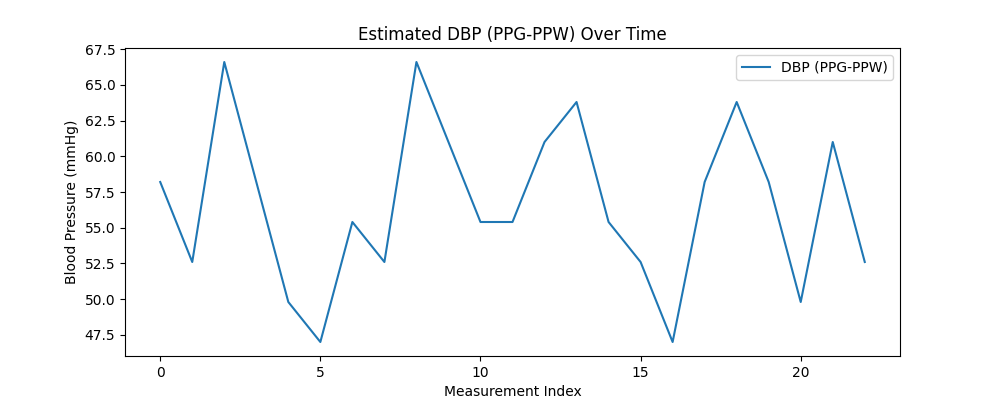 Estimated DBP (PPG-PPW) Over Time
DBP (PPG-PPW)
Blood Pressure (mmHg)
67.5
65.0
62.5
60.0
57.5
55.0
52.5
50.0
47.5
0 5 10 15 20
Measurement Index